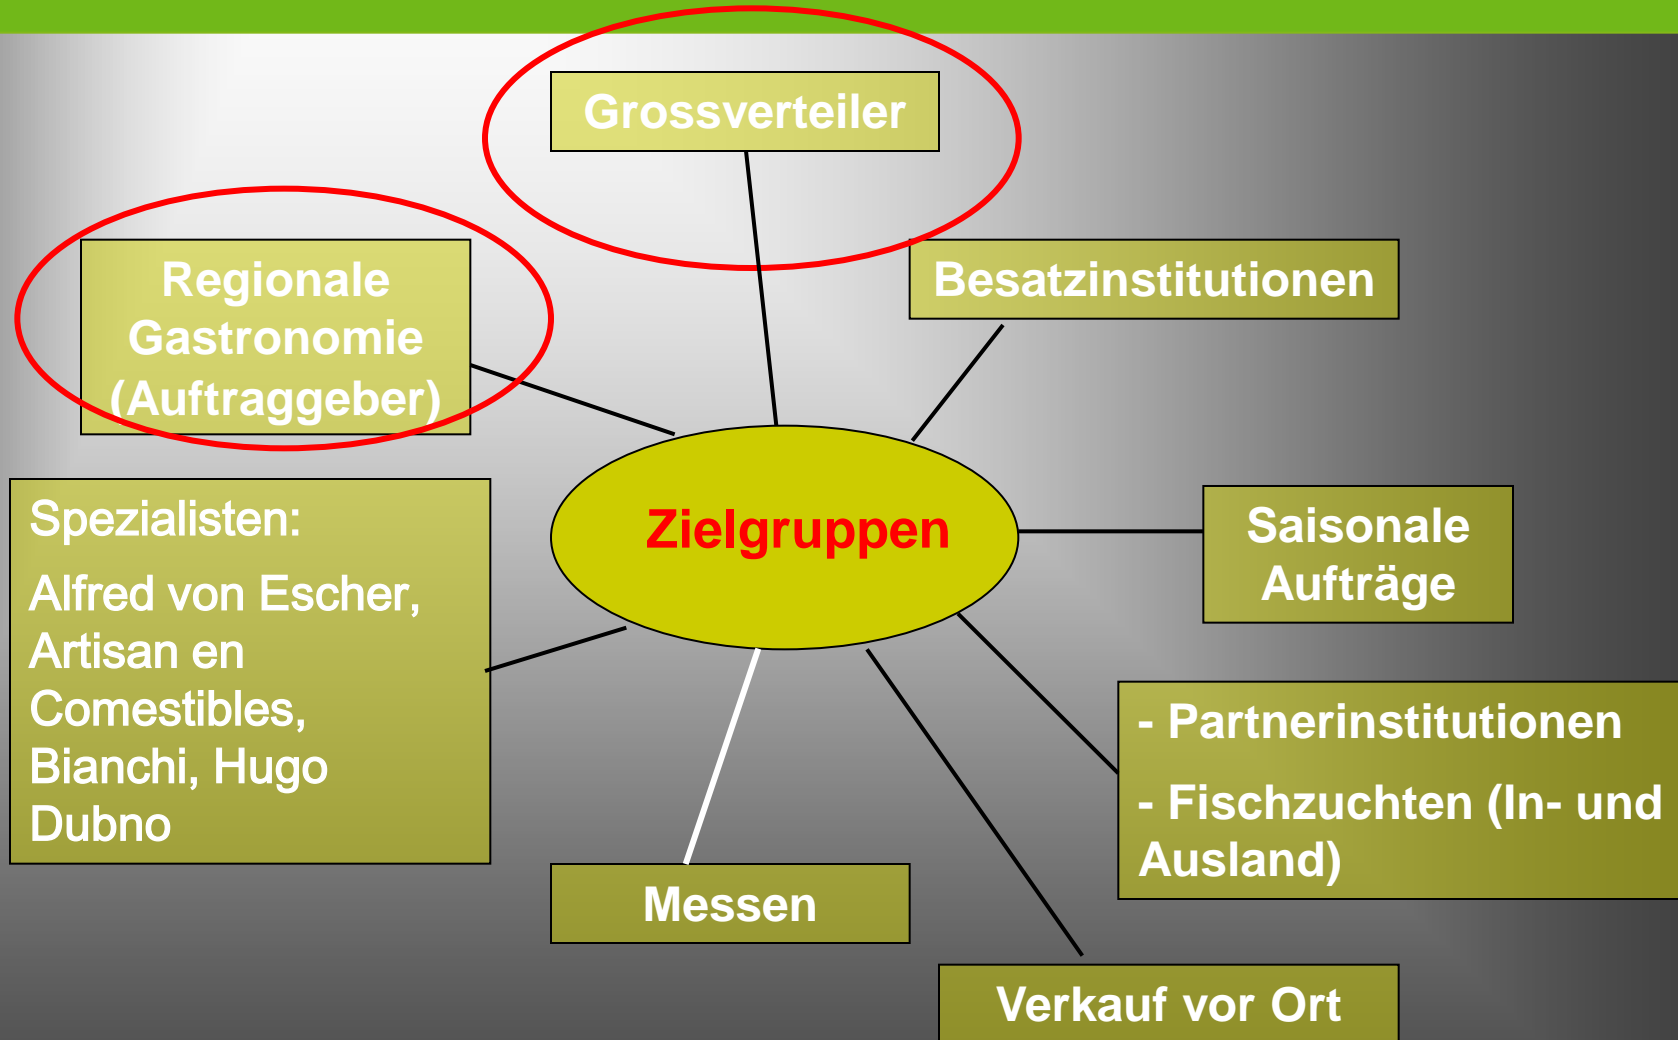 Grossverteiler
Regionale
Gastronomie
(Auftraggeber)
Besatzinstitutionen
Zielgruppen
Spezialisten:
Alfred von Escher,
Artisan en
Comestibles,
Bianchi, Hugo
Dubno
Saisonale
Aufträge
- Partnerinstitutionen
- Fischzuchten (In- und
Ausland)
Messen
Verkauf vor Ort